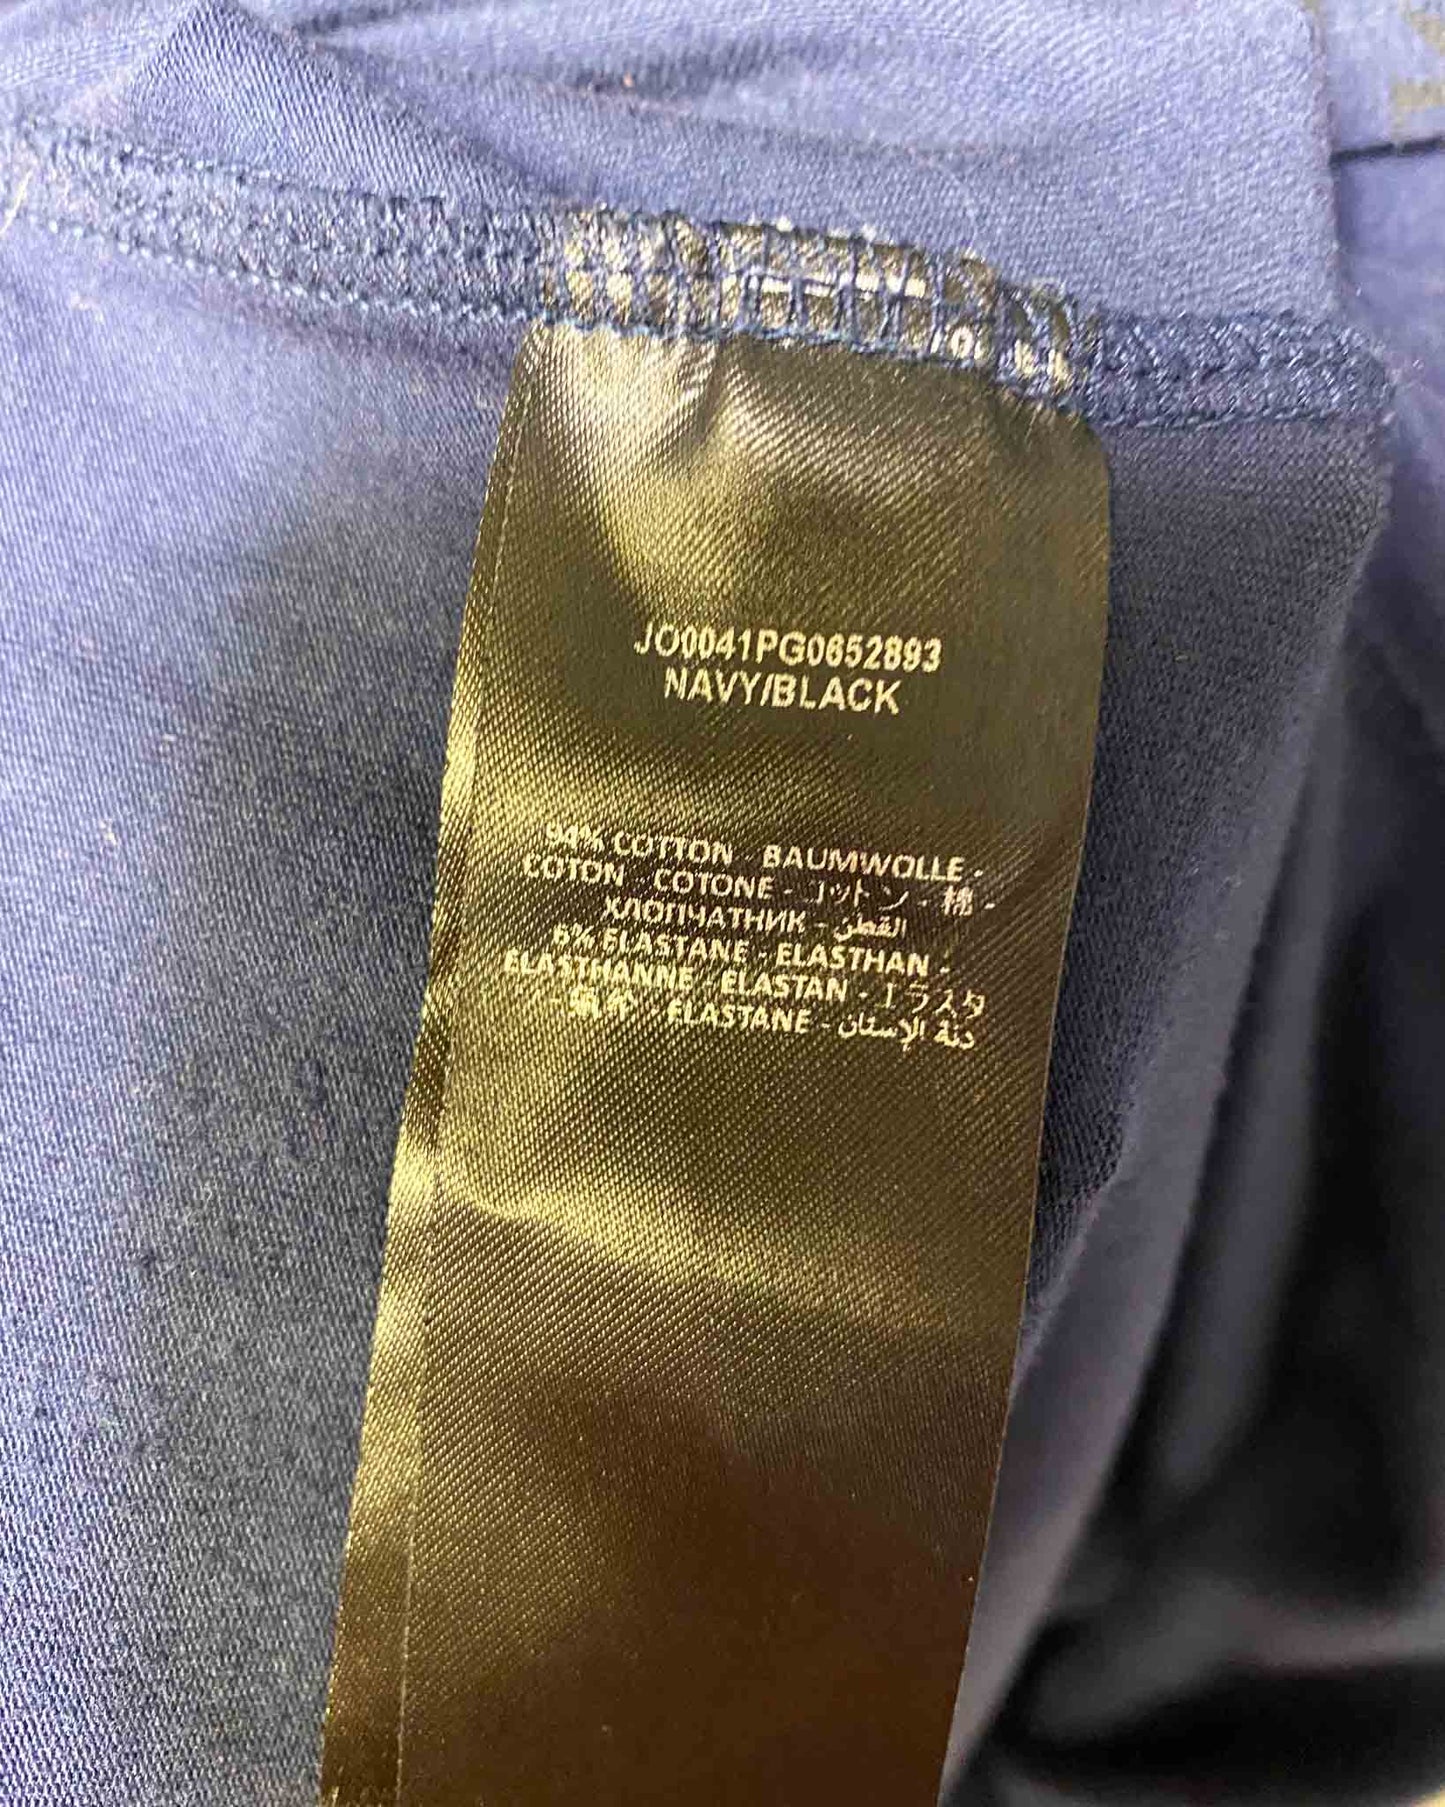 JO0041PG0652893
NAVY/BLACK
94% COTTON - BAUMWOLLE -
COTON - COTONE - コットン - 棉 -
ХЛОПЧАТНИК - القطن
6% ELASTANE - ELASTHAN -
ELASTHANNE - ELASTAN - エラスタ
- ELASTANE - دنة الإستان